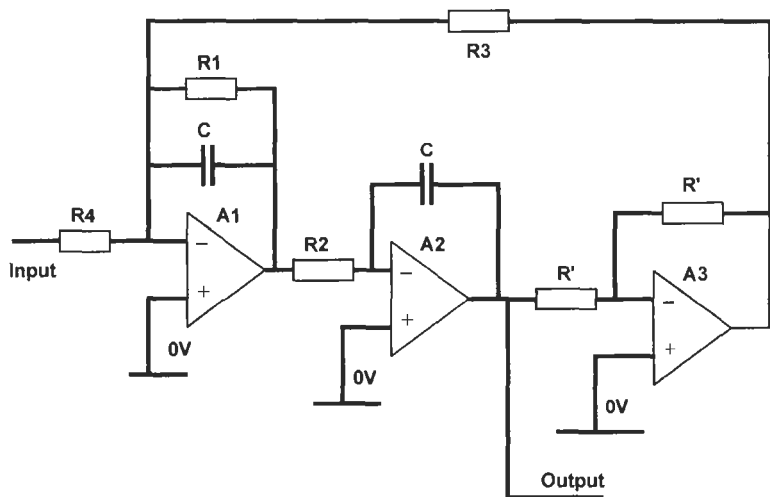 R3
R1
C
C
R'
R4
A1
R2
A2
R'
A3
Input
−
+
−
+
−
+
0V
0V
0V
Output